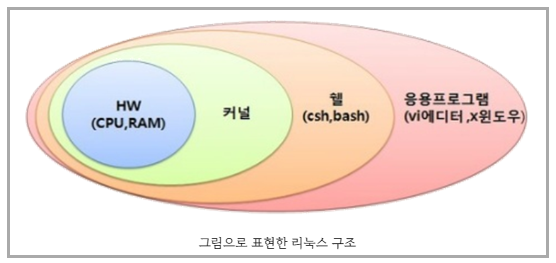 HW
(CPU,RAM)
커널
쉘
(csh,bash)
응용프로그램
(vi에디터 ,X윈도우)
그림으로 표현한 리눅스 구조